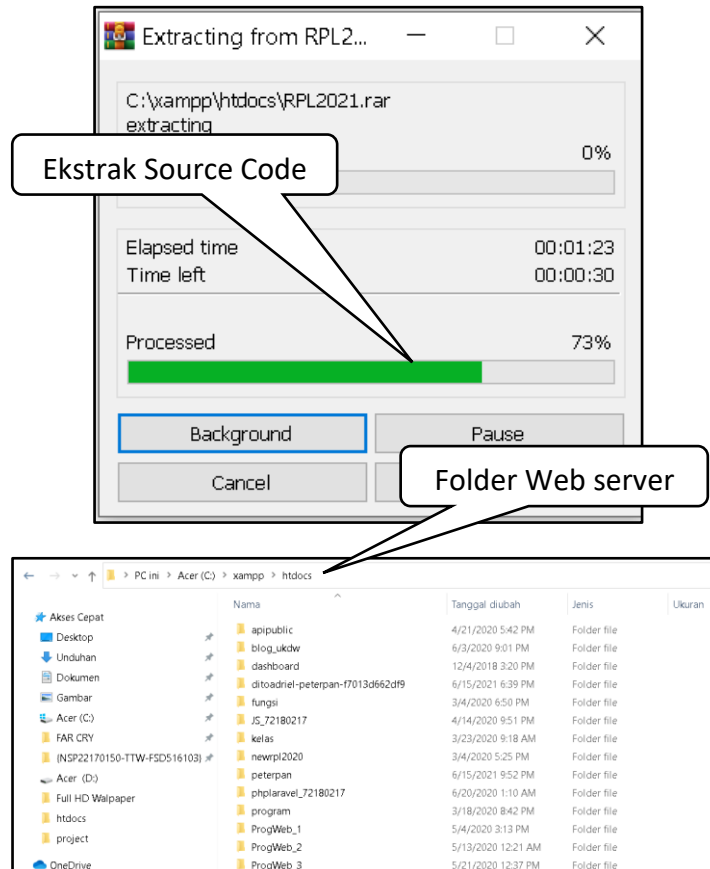 Extracting from RPL2...
C:\xampp\htdocs\RPL2021.rar
extracting
0%
Ekstrak Source Code
Elapsed time 00:01:23
Time left 00:00:30
Processed 73%
Background Pause
Cancel
Folder Web server
> PC ini > Acer (C:) > xampp > htdocs
Nama Tanggal diubah Jenis Ukuran
Akses Cepat
Desktop
Unduhan
Dokumen
Gambar
Acer (C:)
FAR CRY
(NSP22170150-TTW-FSD516103)
Acer (D:)
Full HD Walpaper
htdocs
project
OneDrive
apipublic 4/21/2020 5:42 PM Folder file
blog_ukdw 6/3/2020 9:01 PM Folder file
dashboard 12/4/2018 3:20 PM Folder file
ditoadriel-peterpan-f7013d662df9 6/15/2021 6:39 PM Folder file
fungsi 3/4/2020 6:50 PM Folder file
JS_72180217 4/14/2020 9:51 PM Folder file
kelas 3/23/2020 9:18 AM Folder file
newrpl2020 3/4/2020 5:25 PM Folder file
peterpan 6/15/2021 9:52 PM Folder file
phplaravel_72180217 6/20/2020 1:10 AM Folder file
program 3/18/2020 8:42 PM Folder file
ProgWeb_1 5/4/2020 3:13 PM Folder file
ProgWeb_2 5/13/2020 12:21 AM Folder file
ProgWeb_3 5/21/2020 12:37 PM Folder file